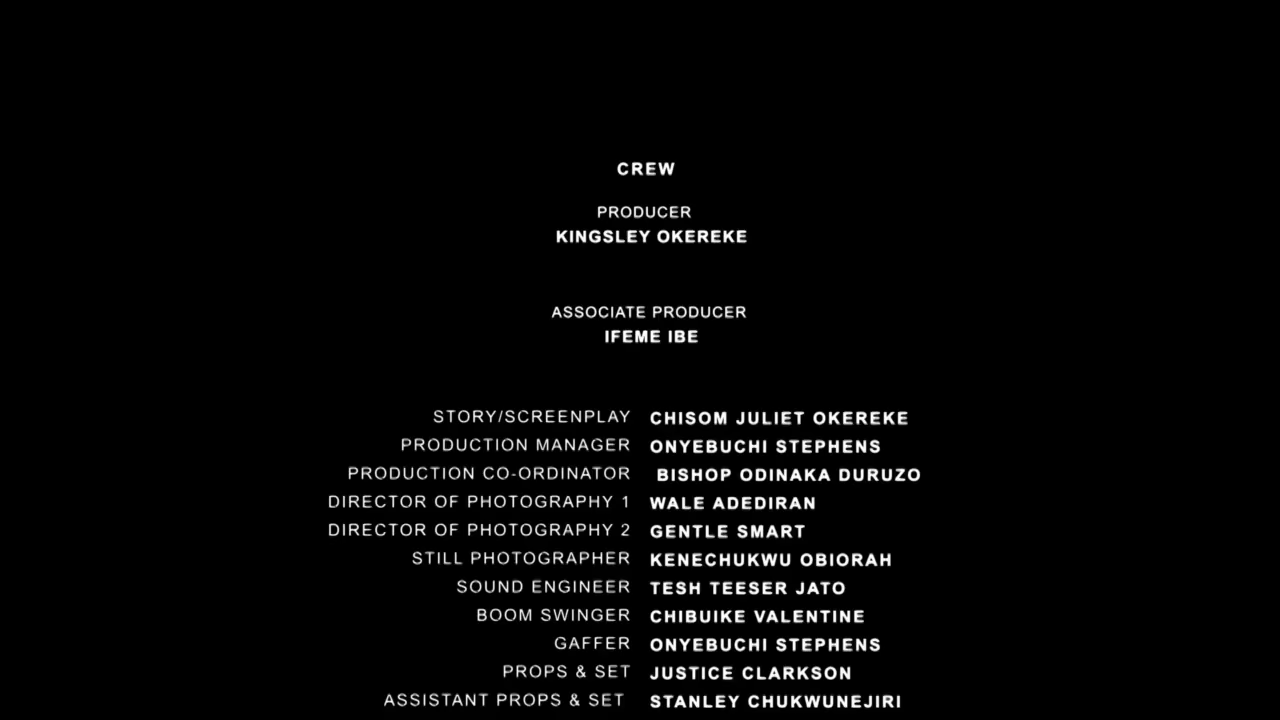 CREW
PRODUCER
KINGSLEY OKEREKE
ASSOCIATE PRODUCER
IFEME IBE
STORY/SCREENPLAY CHISOM JULIET OKEREKE
PRODUCTION MANAGER ONYEBUCHI STEPHENS
PRODUCTION CO-ORDINATOR BISHOP ODINAKA DURUZO
DIRECTOR OF PHOTOGRAPHY 1 WALE ADEDIRAN
DIRECTOR OF PHOTOGRAPHY 2 GENTLE SMART
STILL PHOTOGRAPHER KENECHUKWU OBIORAH
SOUND ENGINEER TESH TEESER JATO
BOOM SWINGER CHIBUIKE VALENTINE
GAFFER ONYEBUCHI STEPHENS
PROPS & SET JUSTICE CLARKSON
ASSISTANT PROPS & SET STANLEY CHUKWUNEJIRI